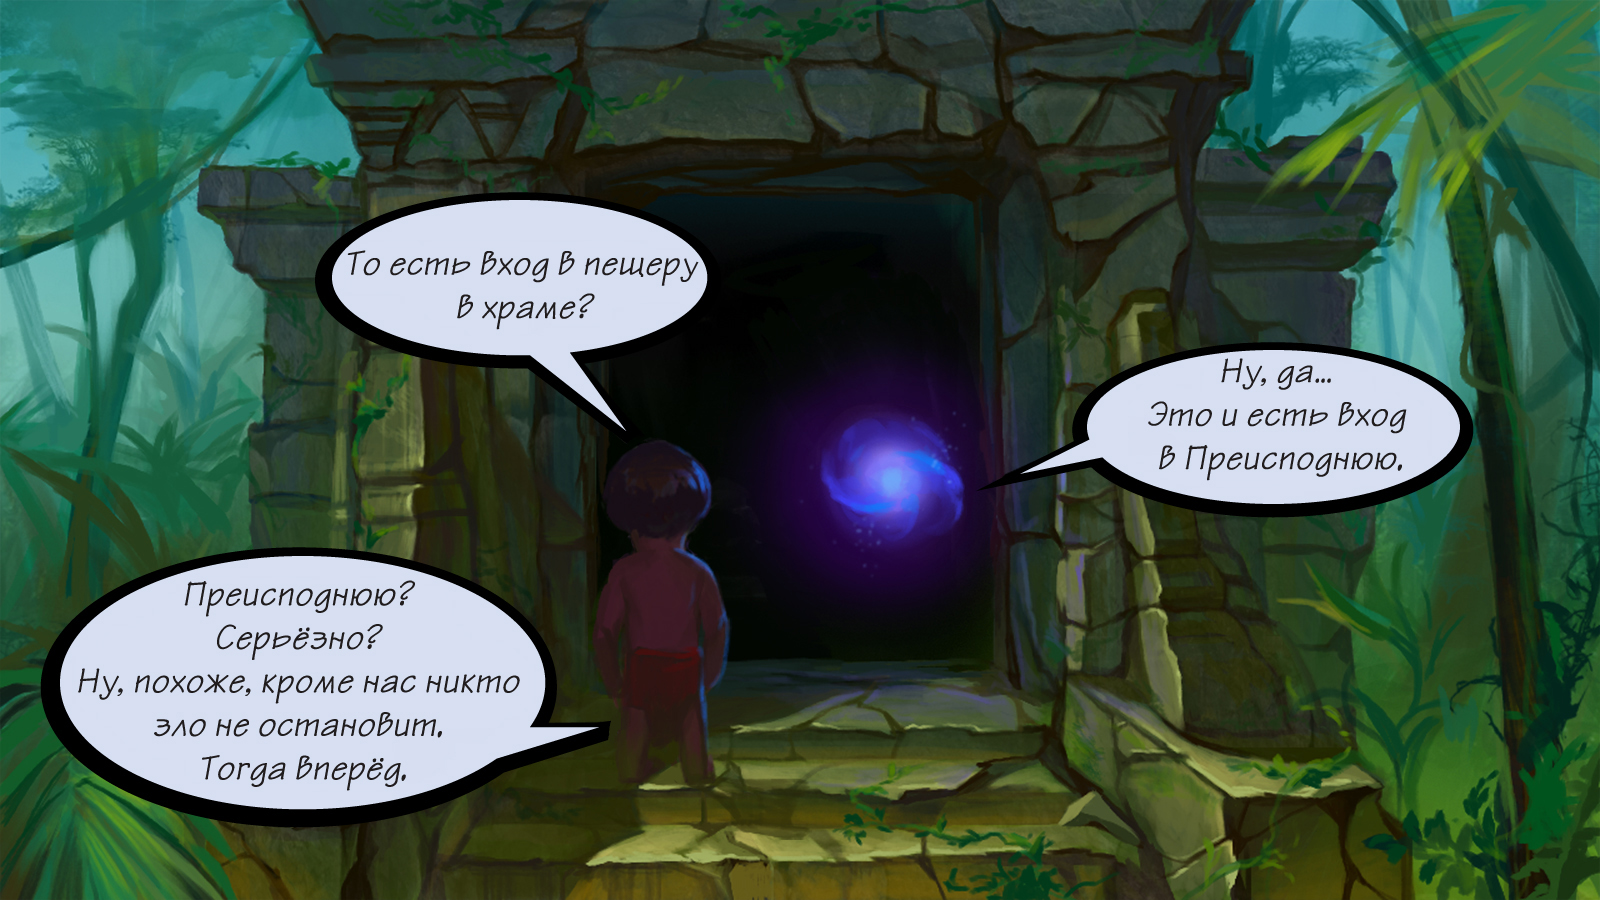 То есть вход в пещеру
в храме?
Ну, да...
Это и есть вход
в Преисподнюю.
Преисподнюю?
Серьёзно?
Ну, похоже, кроме нас никто
зло не остановит.
Тогда вперёд.